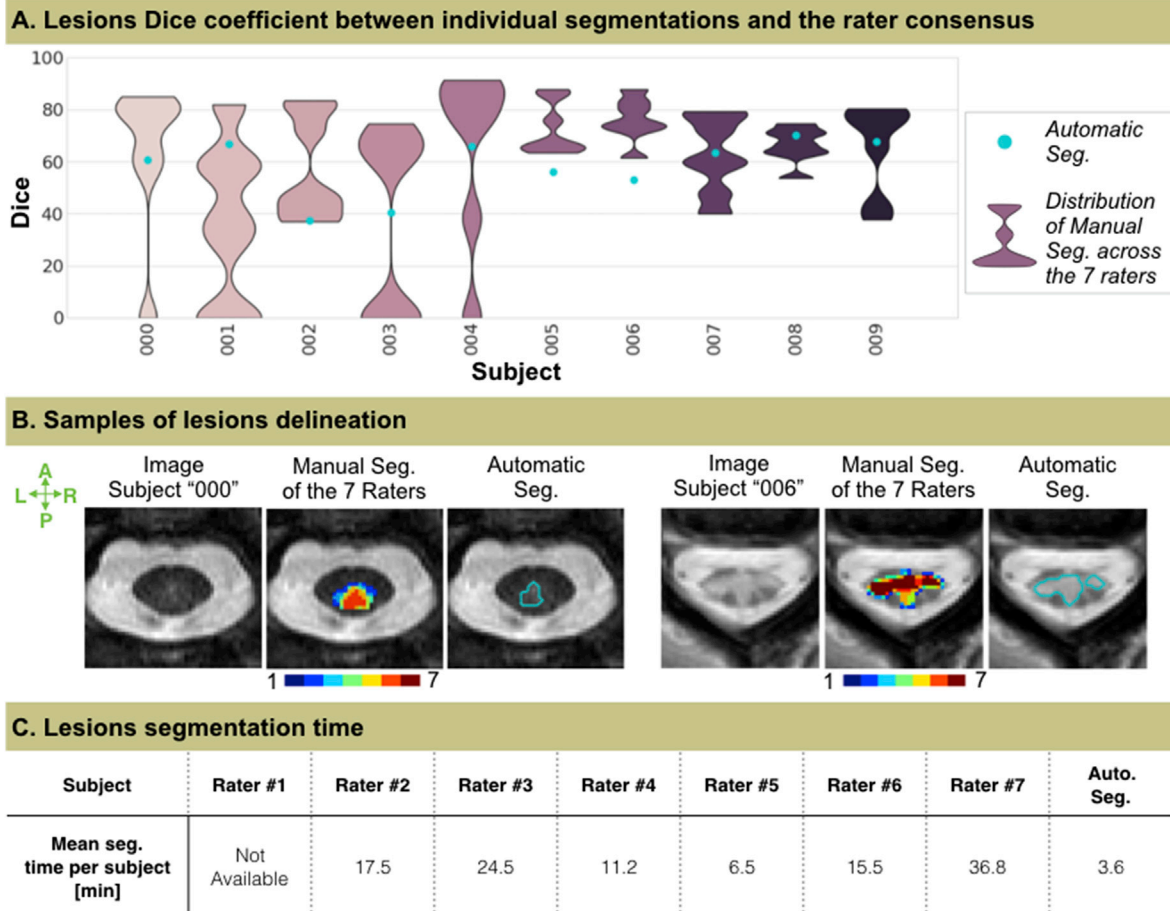 A. Lesions Dice coefficient between individual segmentations and the rater consensus
100
80
60
40
20
0
Dice
000
001
002
003
004
005
006
007
008
009
Subject
Automatic
Seg.
Distribution
of Manual
Seg. across
the 7 raters
B. Samples of lesions delineation
A
L R
P
Image
Subject “000”
Manual Seg.
of the 7 Raters
Automatic
Seg.
Image
Subject “006”
Manual Seg.
of the 7 Raters
Automatic
Seg.
1 7
1 7
C. Lesions segmentation time
Subject Rater #1 Rater #2 Rater #3 Rater #4 Rater #5 Rater #6 Rater #7 Auto.
Seg.
Mean seg.
time per subject
[min]
Not
Available
17.5 24.5 11.2 6.5 15.5 36.8 3.6